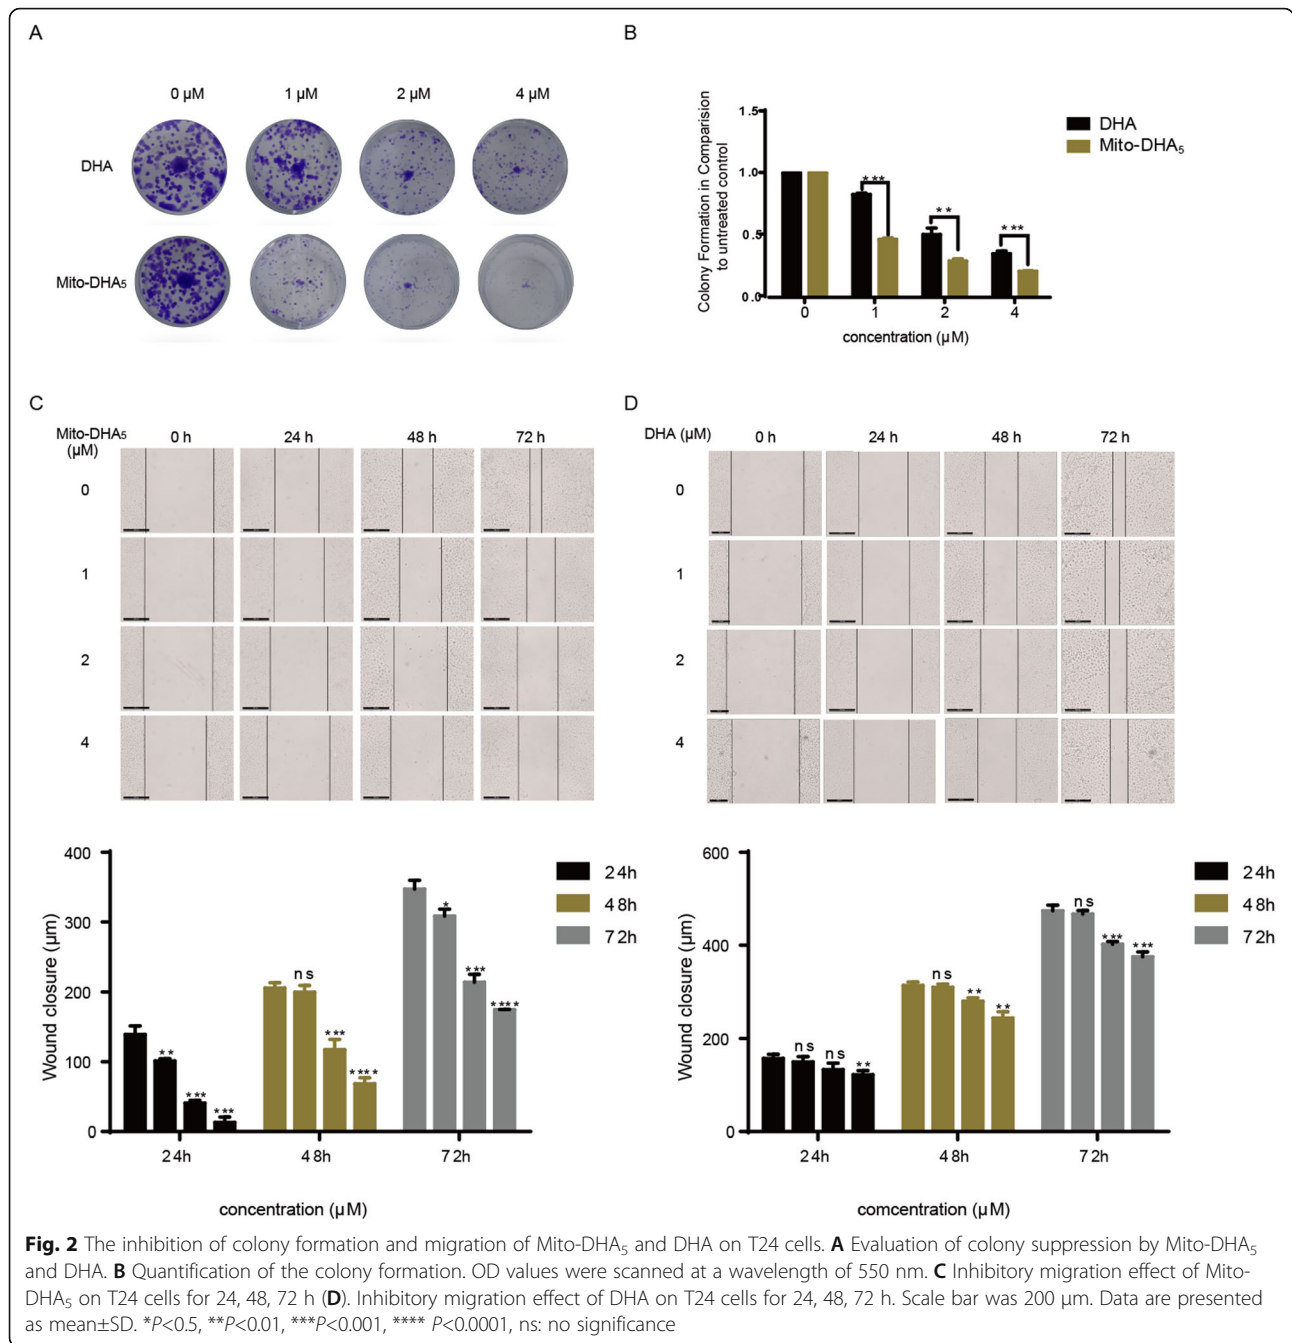 A
0 µM 1 µM 2 µM 4 µM
DHA
Mito-DHA5
B
1.5
1.0
0.5
0.0
Colony Formation in Comparision
to untreated control
*** ** ***
0 1 2 4
concentration (µM)
DHA
Mito-DHA5
C
Mito-DHA5
(µM)
0 h 24 h 48 h 72 h
0
1
2
4
400
300
200
100
0
Wound closure (µm)
** *** ***
ns *** ****
* *** ****
24h 48h 72h
concentration (µM)
24h
48h
72h
D
DHA (µM) 0 h 24 h 48 h 72 h
0
1
2
4
600
400
200
0
Wound closure (µm)
ns ns **
ns ** **
ns *** ***
24h 48h 72h
comcentration (µM)
24h
48h
72h
Fig. 2 The inhibition of colony formation and migration of Mito-DHA5 and DHA on T24 cells. A Evaluation of colony suppression by Mito-DHA5
and DHA. B Quantification of the colony formation. OD values were scanned at a wavelength of 550 nm. C Inhibitory migration effect of Mito-
DHA5 on T24 cells for 24, 48, 72 h (D). Inhibitory migration effect of DHA on T24 cells for 24, 48, 72 h. Scale bar was 200 µm. Data are presented
as mean±SD. *P<0.5, **P<0.01, ***P<0.001, **** P<0.0001, ns: no significance